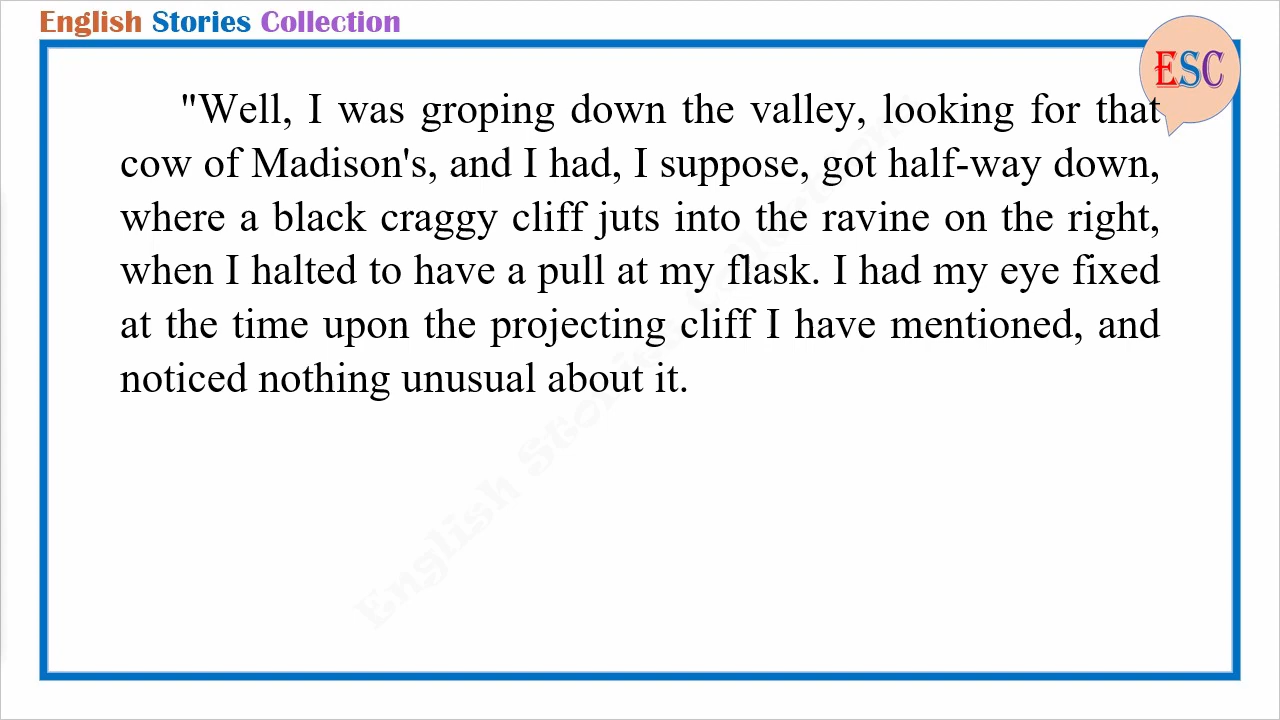 English Stories Collection
ESC
"Well, I was groping down the valley, looking for that
cow of Madison's, and I had, I suppose, got half-way down,
where a black craggy cliff juts into the ravine on the right,
when I halted to have a pull at my flask. I had my eye fixed
at the time upon the projecting cliff I have mentioned, and
noticed nothing unusual about it.
English Stories Collection